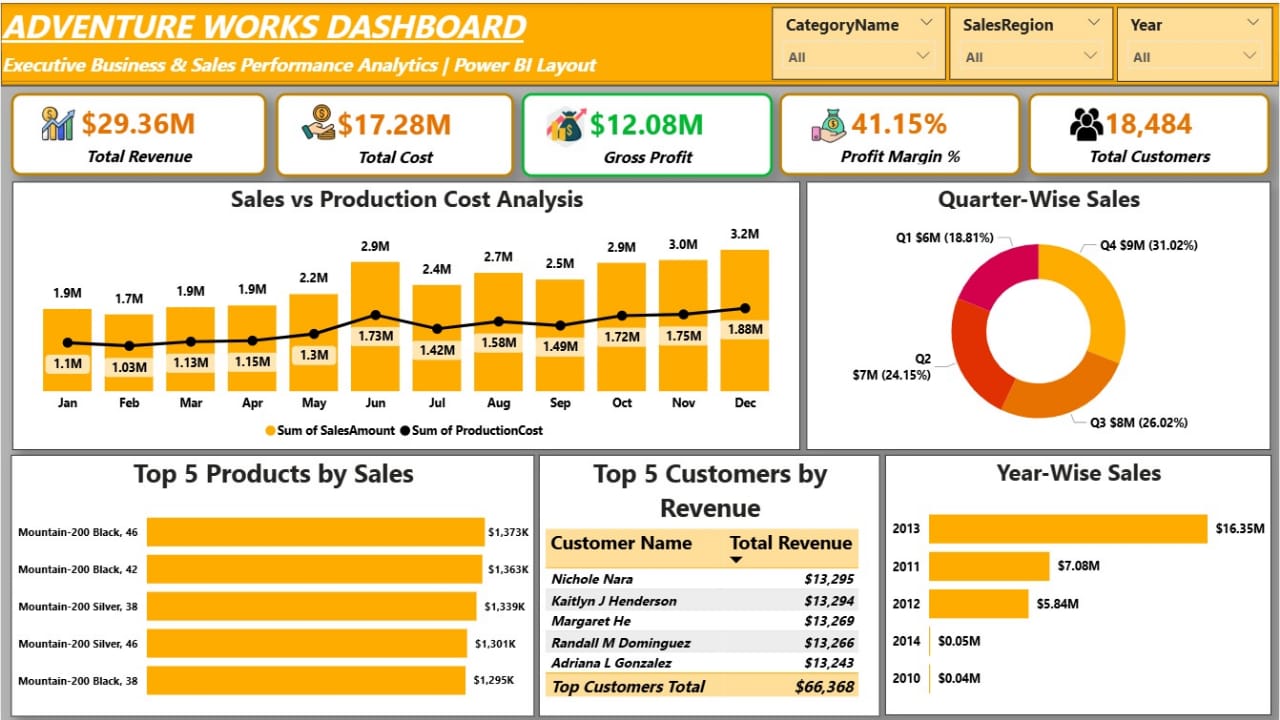 ADVENTURE WORKS DASHBOARD
Executive Business & Sales Performance Analytics | Power BI Layout
CategoryName
All
SalesRegion
All
Year
All
$29.36M
Total Revenue
$17.28M
Total Cost
$12.08M
Gross Profit
41.15%
Profit Margin %
18,484
Total Customers
Sales vs Production Cost Analysis
1.9M
1.7M
1.9M
1.9M
2.2M
2.9M
2.4M
2.7M
2.5M
2.9M
3.0M
3.2M
1.1M
1.03M
1.13M
1.15M
1.3M
1.73M
1.42M
1.58M
1.49M
1.72M
1.75M
1.88M
Jan Feb Mar Apr May Jun Jul Aug Sep Oct Nov Dec
Sum of SalesAmount Sum of ProductionCost
Quarter-Wise Sales
Q1 $6M (18.81%)
Q4 $9M (31.02%)
Q2
$7M (24.15%)
Q3 $8M (26.02%)
Top 5 Products by Sales
Mountain-200 Black, 46 $1,373K
Mountain-200 Black, 42 $1,363K
Mountain-200 Silver, 38 $1,339K
Mountain-200 Silver, 46 $1,301K
Mountain-200 Black, 38 $1,295K
Top 5 Customers by
Revenue
Customer Name Total Revenue
Nichole Nara $13,295
Kaitlyn J Henderson $13,294
Margaret He $13,269
Randall M Dominguez $13,266
Adriana L Gonzalez $13,243
Top Customers Total $66,368
Year-Wise Sales
2013 $16.35M
2011 $7.08M
2012 $5.84M
2014 $0.05M
2010 $0.04M